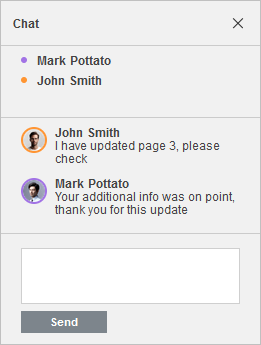 Chat
Mark Pottato
John Smith
John Smith
I have updated page 3, please
check
Mark Pottato
Your additional info was on point,
thank you for this update
Send